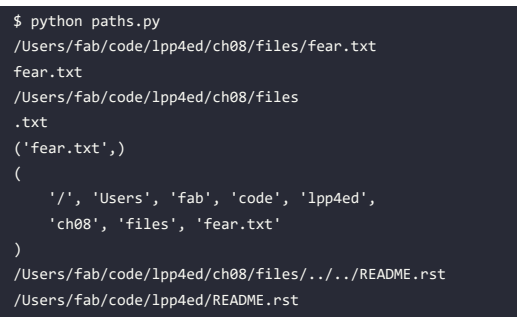 $ python paths.py
/Users/fab/code/lpp4ed/ch08/files/fear.txt
fear.txt
/Users/fab/code/lpp4ed/ch08/files
.txt
('fear.txt',)
(
    '/', 'Users', 'fab', 'code', 'lpp4ed',
    'ch08', 'files', 'fear.txt'
)
/Users/fab/code/lpp4ed/ch08/files/../../README.rst
/Users/fab/code/lpp4ed/README.rst